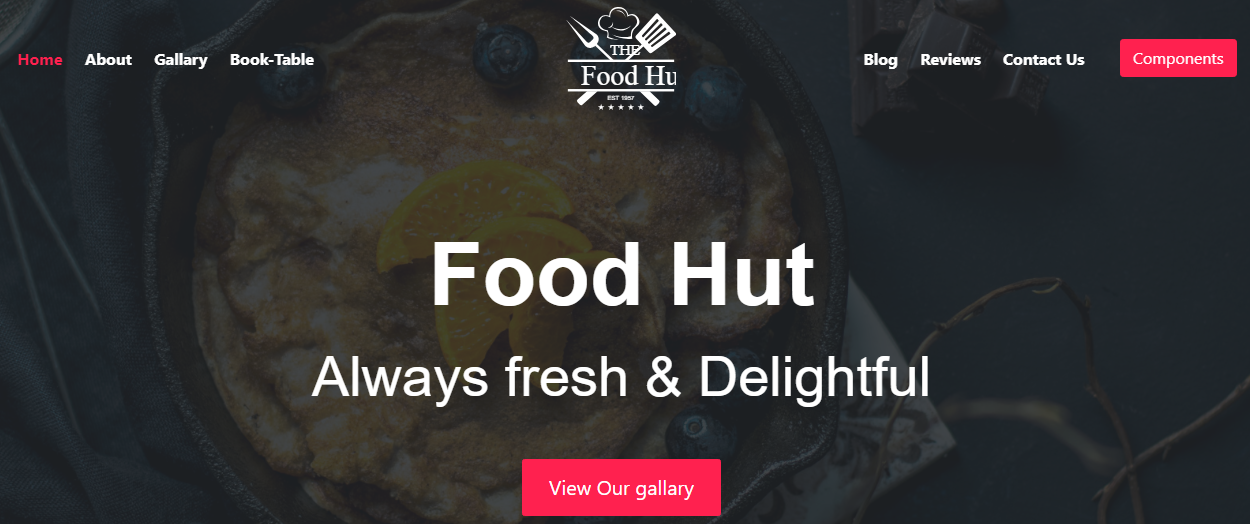 Home About Gallary Book-Table
THE
Food Hu
EST 1957
Blog Reviews Contact Us Components
Food Hut
Always fresh & Delightful
View Our gallary